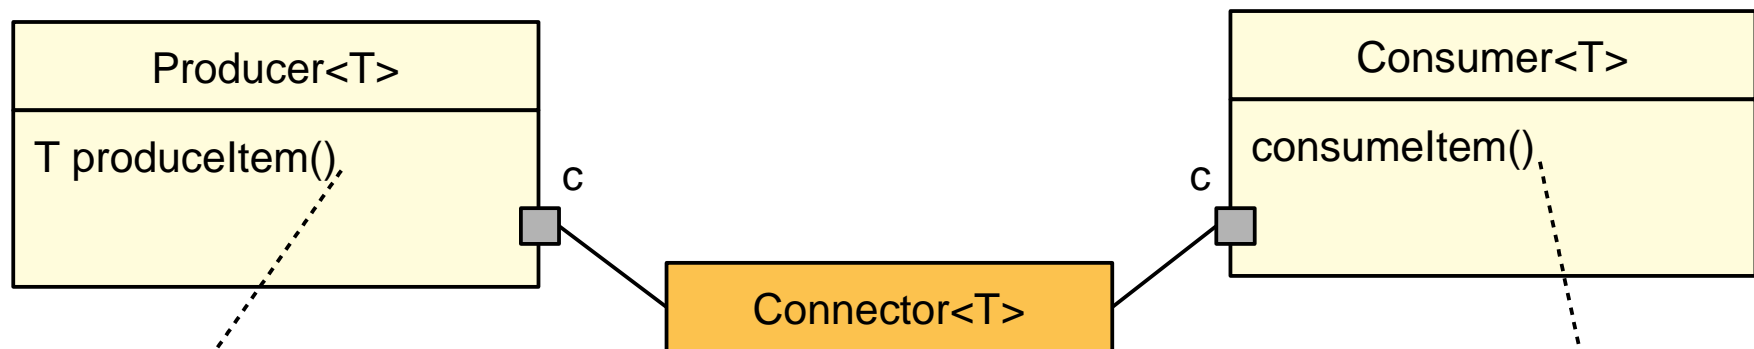 Producer<T>
T produceItem()
c
Connector<T>
c
Consumer<T>
consumeItem()